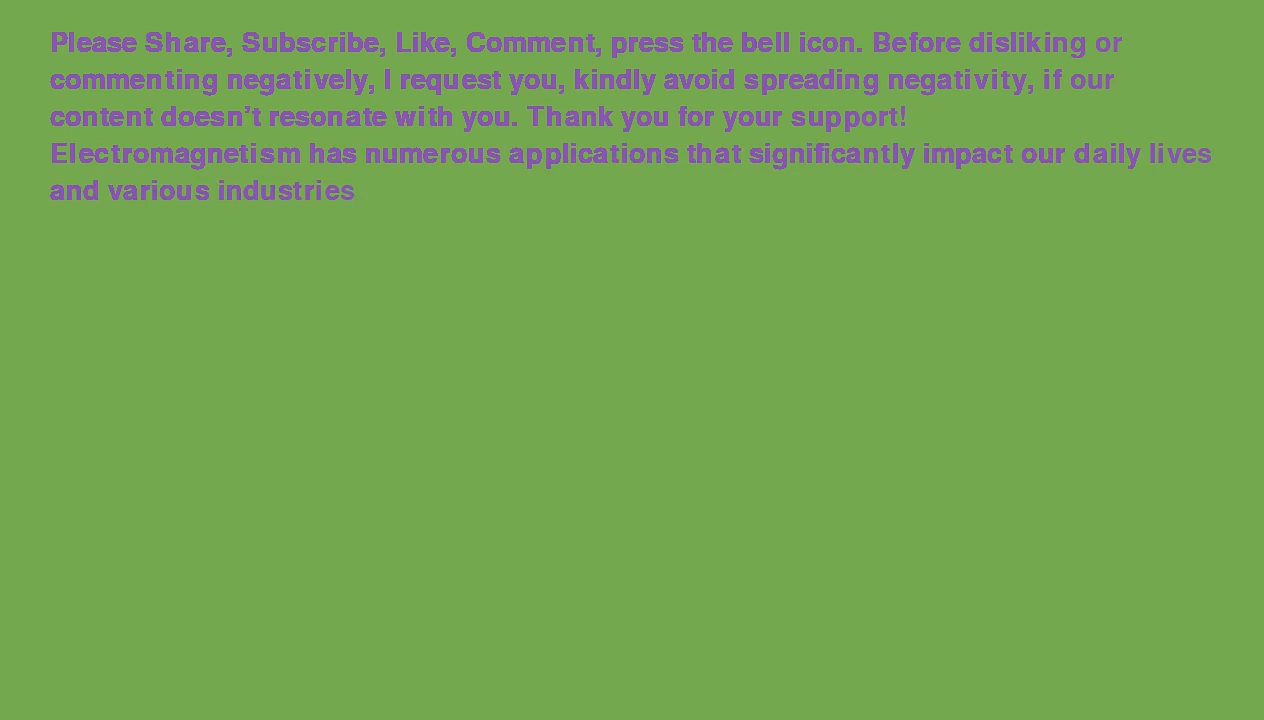 Please Share, Subscribe, Like, Comment, press the bell icon. Before disliking or
commenting negatively, I request you, kindly avoid spreading negativity, if our
content doesn’t resonate with you. Thank you for your support!
Electromagnetism has numerous applications that significantly impact our daily lives
and various industries